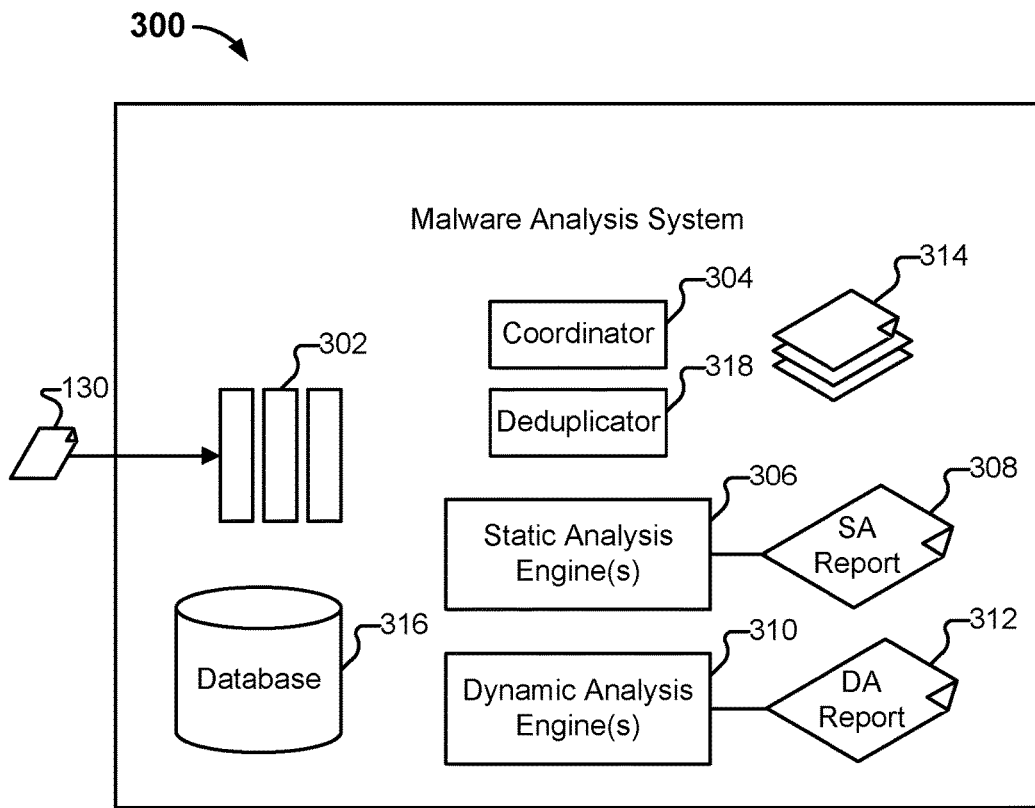 300
Malware Analysis System
304
314
Coordinator
302
318
130
Deduplicator
306
308
Static Analysis
Engine(s)
SA
Report
316
310
312
Database
Dynamic Analysis
Engine(s)
DA
Report